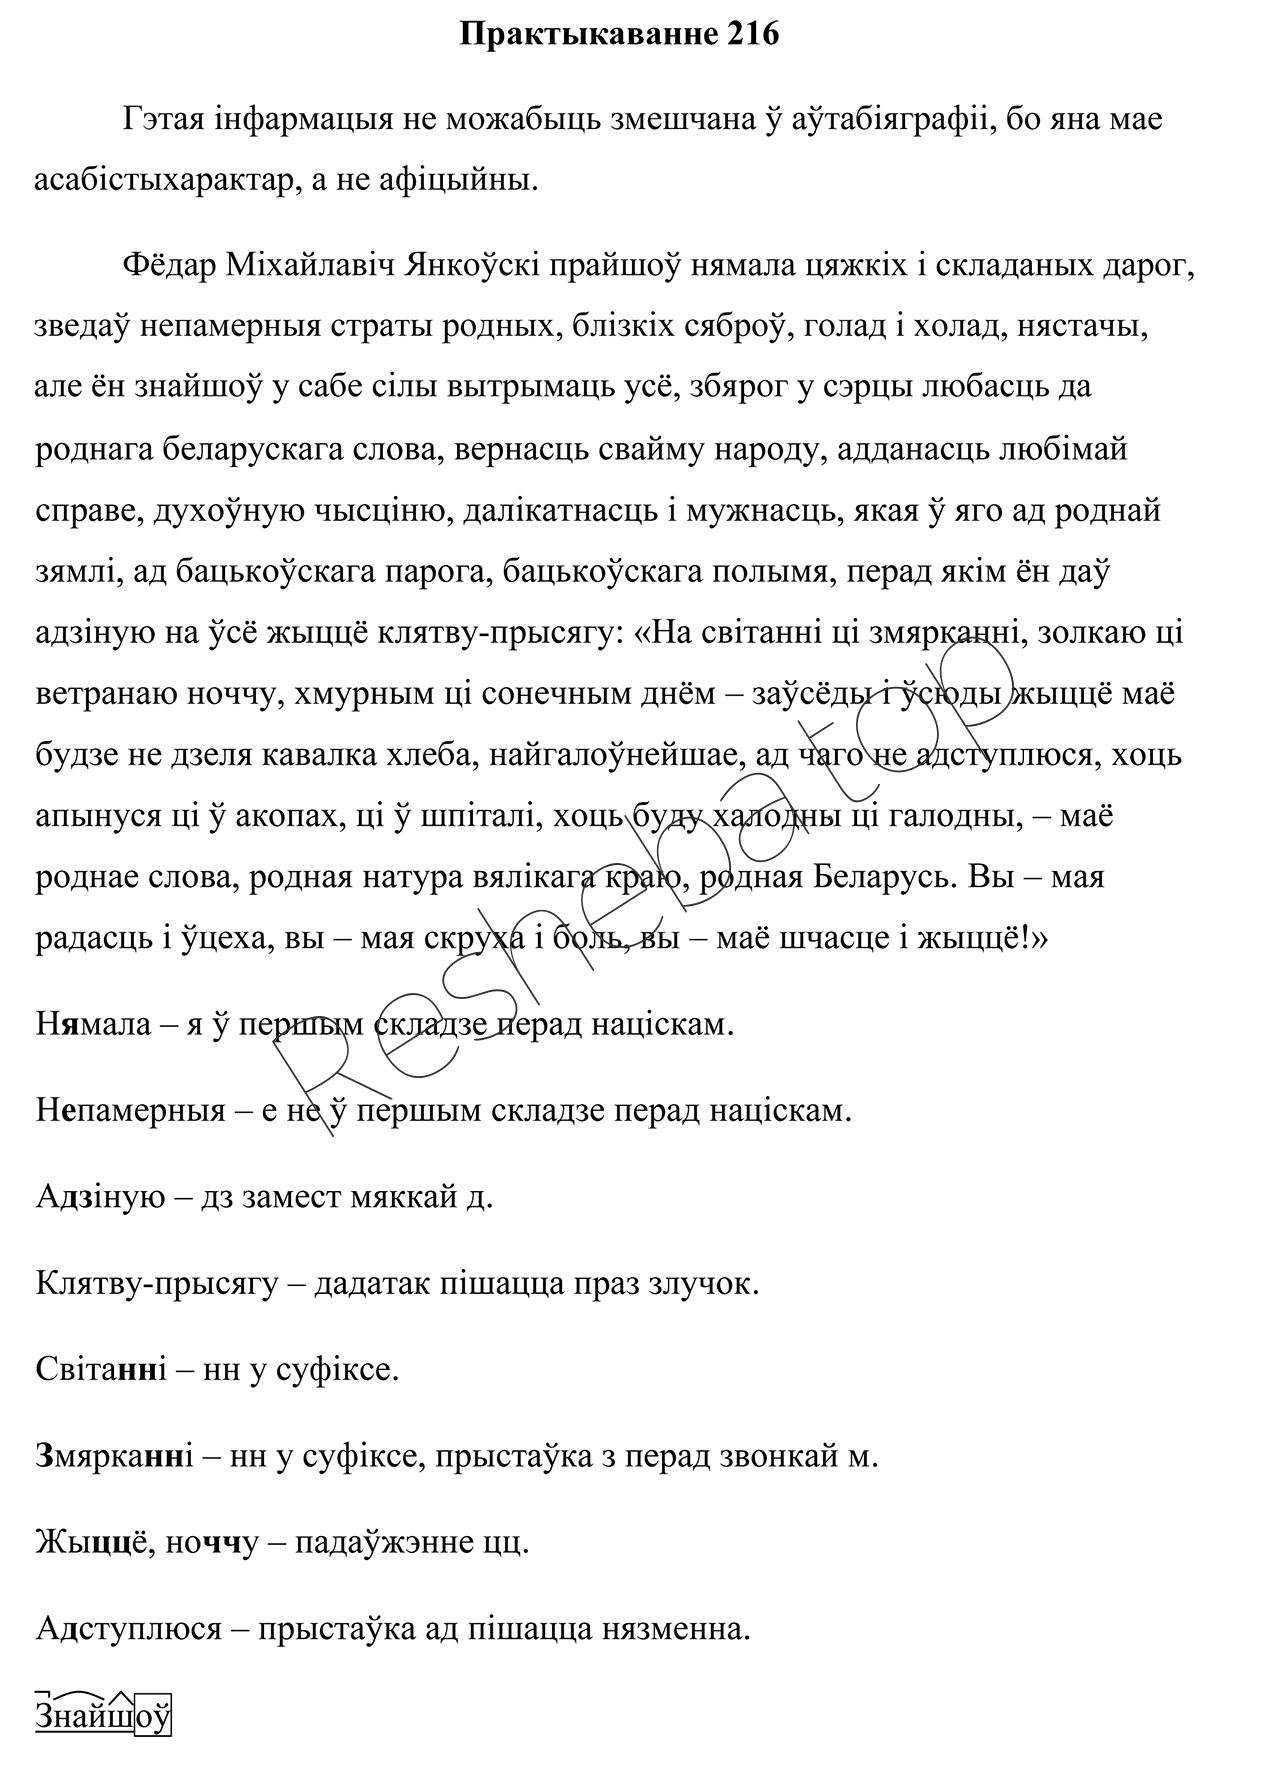 Практыкаванне 216
Гэтая інфармацыя не можабыць змешчана ў аўтабіяграфіі, бо яна мае
асабістыхарактар, а не афіцыйны.
Фёдар Міхайлавіч Янкоўскі прайшоў нямала цяжкіх і складаных дарог,
зведаў непамерныя страты родных, блізкіх сяброў, голад і холад, нястачы,
але ён знайшоў у сабе сілы вытрымаць усё, збярог у сэрцы любасць да
роднага беларускага слова, вернасць свайму народу, адданасць любімай
справе, духоўную чысціню, далікатнасць і мужнасць, якая ў яго ад роднай
зямлі, ад бацькоўскага парога, бацькоўскага полымя, перад якім ён даў
адзіную на ўсё жыццё клятву-прысягу: «На світанні ці змярканні, золкаю ці
ветранаю ноччу, хмурным ці сонечным днём – заўсёды і ўсюды жыццё маё
будзе не дзеля кавалка хлеба, найгалоўнейшае, ад чаго не адступлюся, хоць
апынуся ці ў акопах, ці ў шпіталі, хоць буду халодны ці галодны, – маё
роднае слова, родная натура вялікага краю, родная Беларусь. Вы – мая
радасць і ўцеха, вы – мая скруха і боль, вы – маё шчасце і жыццё!»
Нямала – я ў першым складзе перад націскам.
Непамерныя – е не ў першым складзе перад націскам.
Адзіную – дз замест мяккай д.
Клятву-прысягу – дадатак пішацца праз злучок.
Світанні – нн у суфіксе.
Змярканні – нн у суфіксе, прыстаўка з перад звонкай м.
Жыццё, ноччу – падаўжэнне цц.
Адступлюся – прыстаўка ад пішацца нязменна.
Знайшоў
Resheba.top